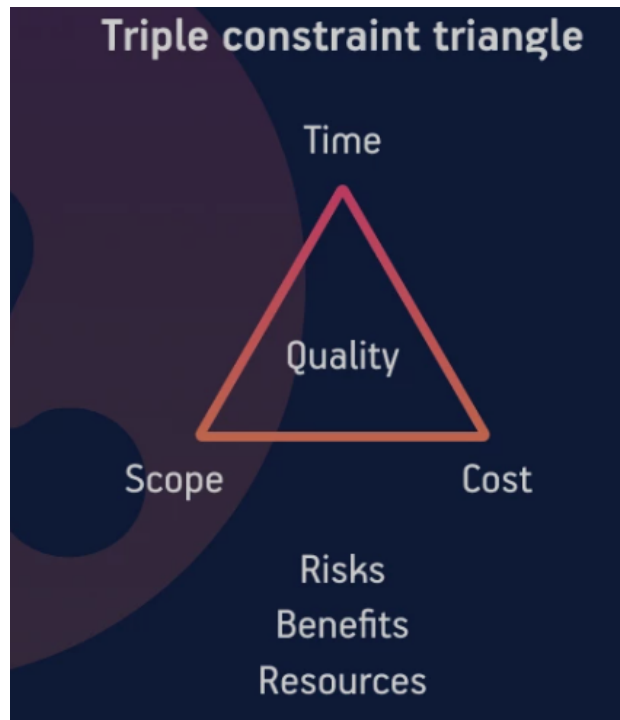 Triple constraint triangle
Time
Quality
Scope Cost
Risks
Benefits
Resources